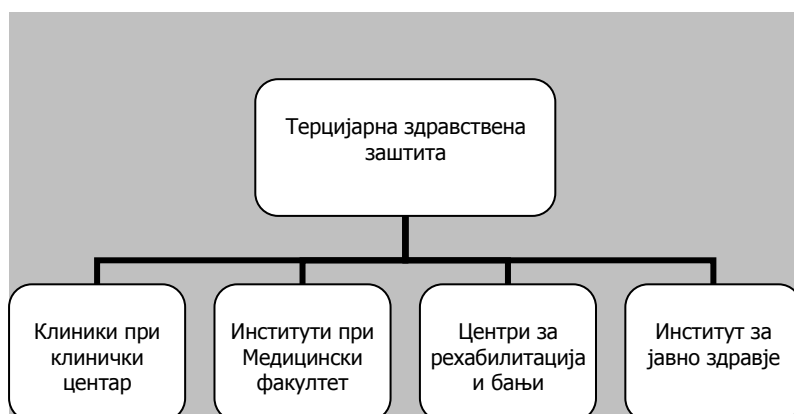 Терцијарна здравствена
заштита
Клиники при
клинички
центар
Институти при
Медицински
факултет
Центри за
рехабилитација
и бањи
Институт за
јавно здравје